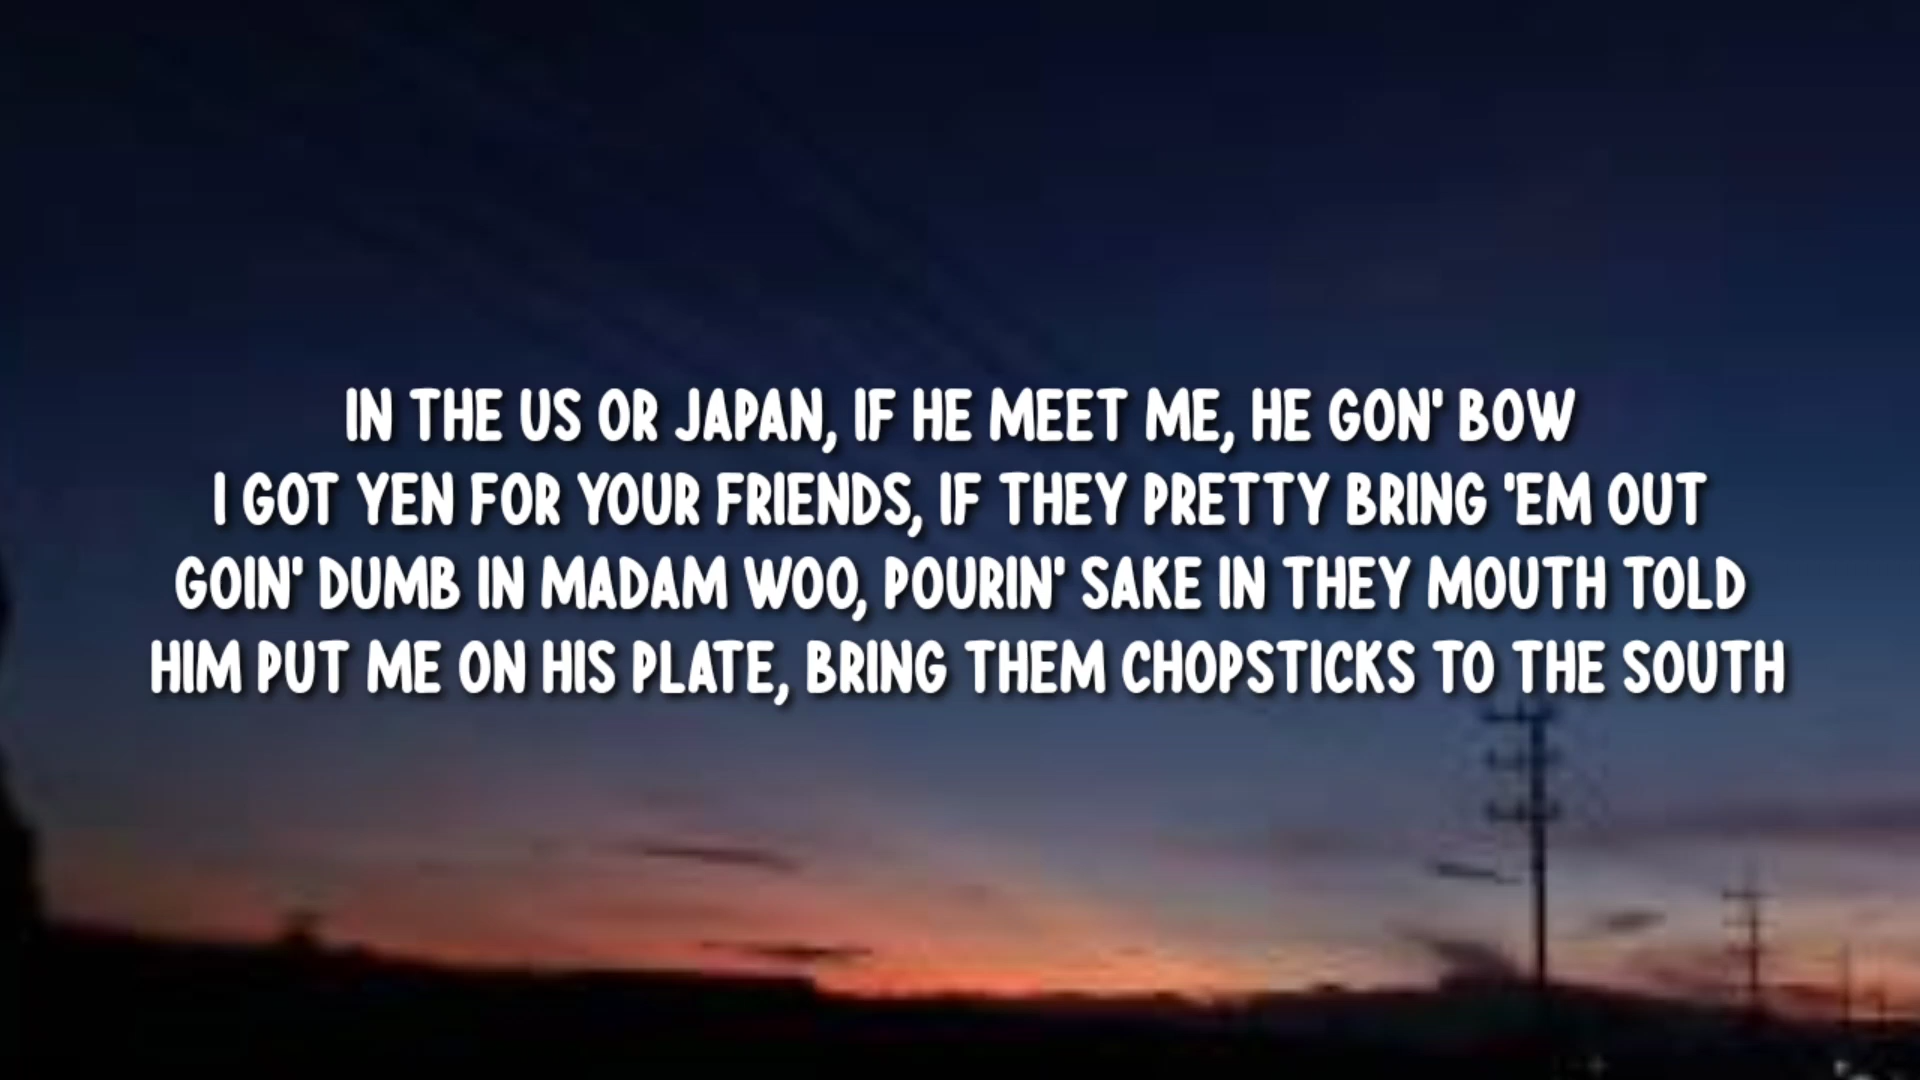 IN THE US OR JAPAN, IF HE MEET ME, HE GON' BOW
I GOT YEN FOR YOUR FRIENDS, IF THEY PRETTY BRING 'EM OUT
GOIN' DUMB IN MADAM WOO, POURIN' SAKE IN THEY MOUTH TOLD
HIM PUT ME ON HIS PLATE, BRING THEM CHOPSTICKS TO THE SOUTH